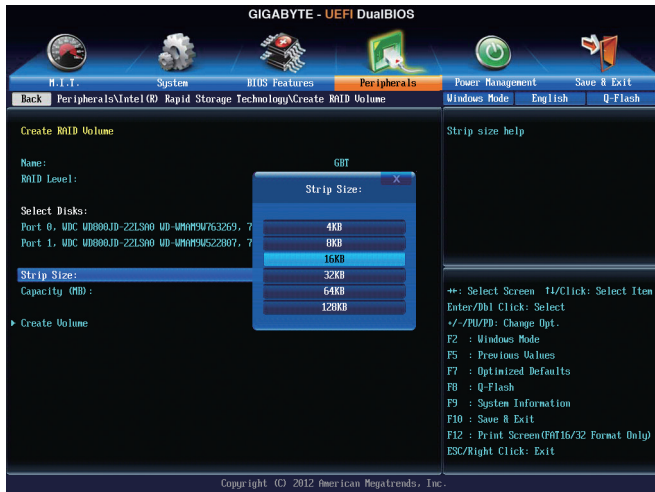 GIGABYTE - UEFI DualBIOS
M.I.T. System BIOS Features Peripherals Power Management Save & Exit
Back Peripherals\Intel(R) Rapid Storage Technology\Create RAID Volume Windows Mode English Q-Flash
Create RAID Volume
Strip size help
Name: GBT
RAID Level:
Strip Size:
X
Select Disks:
Port 0, WDC WD800JD-22LSA0 WD-WMAM9W763269, 7
Port 1, WDC WD800JD-22LSA0 WD-WMAM9W522807, 7
4KB
8KB
16KB
32KB
64KB
128KB
Strip Size:
Capacity (MB):
Create Volume
→←: Select Screen ↑↓/Click: Select Item
Enter/Dbl Click: Select
+/-/PU/PD: Change Opt.
F2 : Windows Mode
F5 : Previous Values
F7 : Optimized Defaults
F8 : Q-Flash
F9 : System Information
F10 : Save & Exit
F12 : Print Screen(FAT16/32 Format Only)
ESC/Right Click: Exit
Copyright (C) 2012 American Megatrends, Inc.